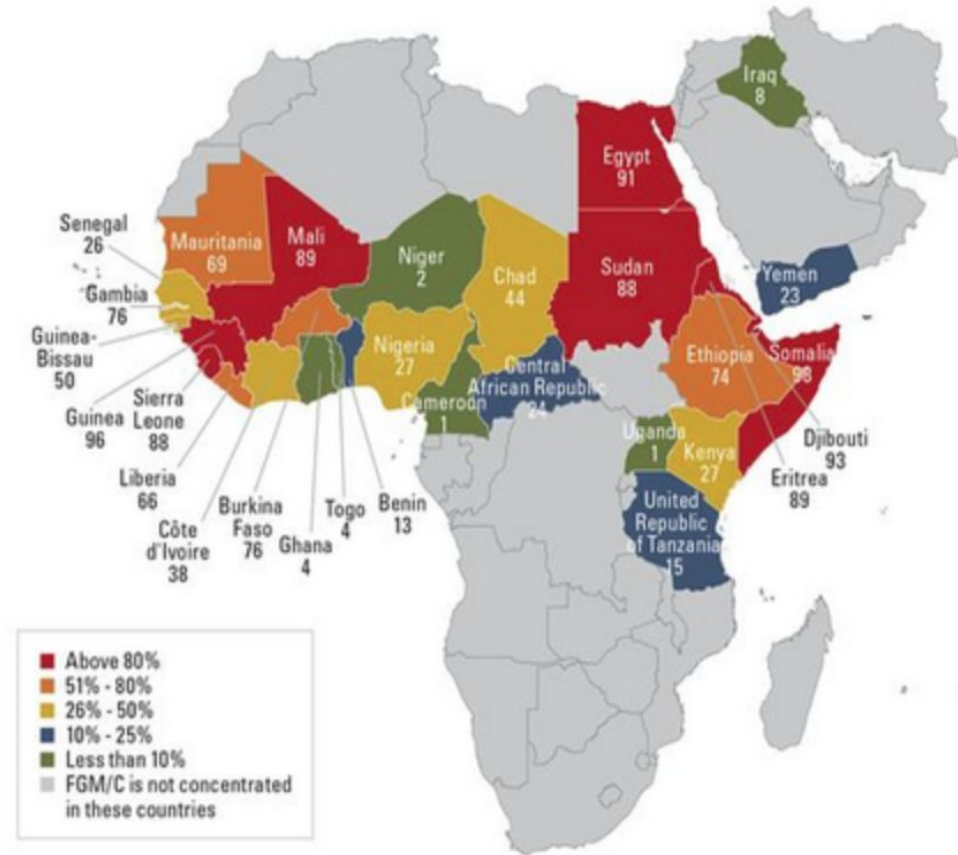 Iraq
8
Egypt
91
Senegal
26
Mauritania
69
Mali
89
Niger
2
Chad
44
Sudan
88
Yemen
23
Gambia
76
Guinea-
Bissau
50
Nigeria
27
Central
African Republic
24
Ethiopia
74
Somalia
98
Guinea
96
Sierra
Leone
88
Cameroon
1
Uganda
1
Kenya
27
Djibouti
93
Eritrea
89
Liberia
66
Côte
d'Ivoire
38
Burkina
Faso
76
Ghana
4
Togo
4
Benin
13
United
Republic
of Tanzania
15
Above 80%
51% - 80%
26% - 50%
10% - 25%
Less than 10%
FGM/C is not concentrated
in these countries